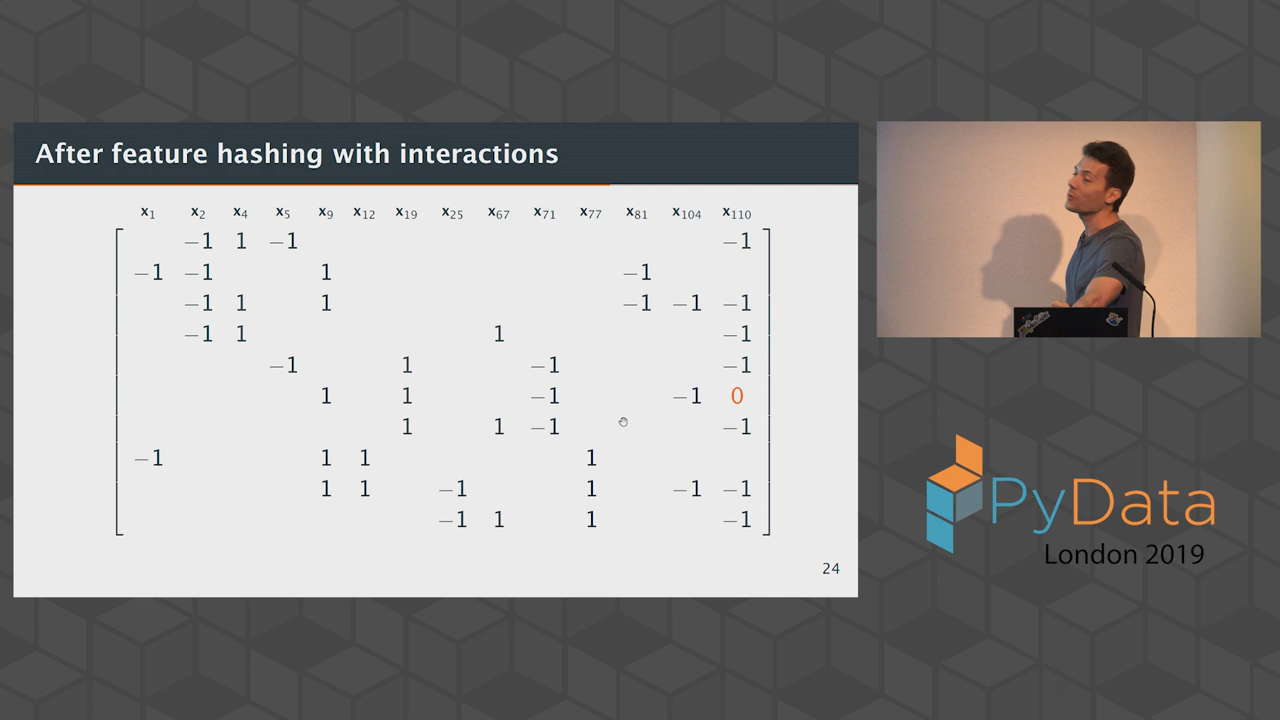 After feature hashing with interactions
x1 x2 x4 x5 x9 x12 x19 x25 x67 x71 x77 x81 x104 x110
−1 1 −1 −1
−1 −1 1 −1
−1 1 1 −1 −1 −1
−1 1 1 −1
−1 1 −1 −1
1 1 −1 −1 0
1 1 −1 −1
−1 1 1 1
1 1 −1 1 −1 −1
−1 1 1 −1
24
PyData
London 2019